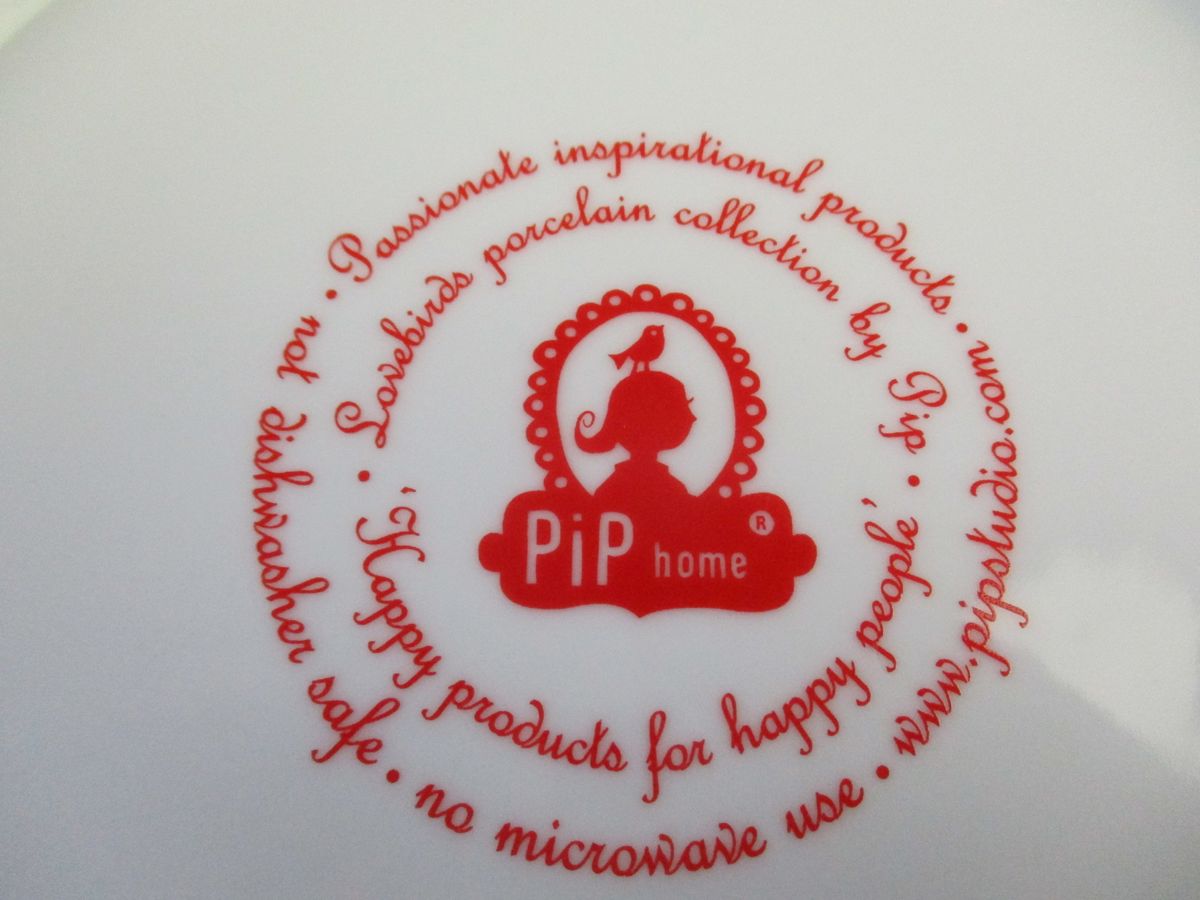 you • Passionate inspirational products •
dishwasher safe • no microwave use • www.pipstudio.com
Lovebirds porcelain collection by Pip •
'Happy products for happy people' •
PiP home ®